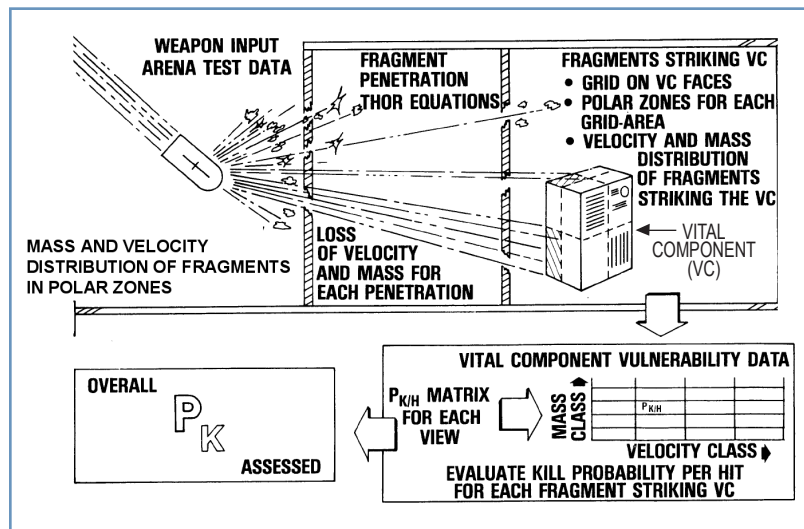 WEAPON INPUT
ARENA TEST DATA
FRAGMENT
PENETRATION
THOR EQUATIONS
FRAGMENTS STRIKING VC
• GRID ON VC FACES
• POLAR ZONES FOR EACH
GRID-AREA
• VELOCITY AND MASS
DISTRIBUTION
OF FRAGMENTS
STRIKING THE VC
MASS AND VELOCITY
DISTRIBUTION OF FRAGMENTS
IN POLAR ZONES
LOSS
OF VELOCITY
AND MASS FOR
EACH PENETRATION
VITAL
COMPONENT
(VC)
OVERALL
PK
ASSESSED
VITAL COMPONENT VULNERABILITY DATA
PK/H MATRIX
FOR EACH
VIEW
MASS
CLASS
PK/H
VELOCITY CLASS
EVALUATE KILL PROBABILITY PER HIT
FOR EACH FRAGMENT STRIKING VC